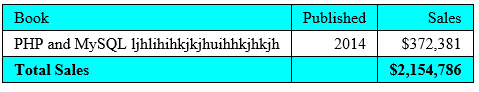 Book Published Sales
PHP and MySQL ljhlihihkjkjhuihhkjhkjh 2014 $372,381
Total Sales $2,154,786